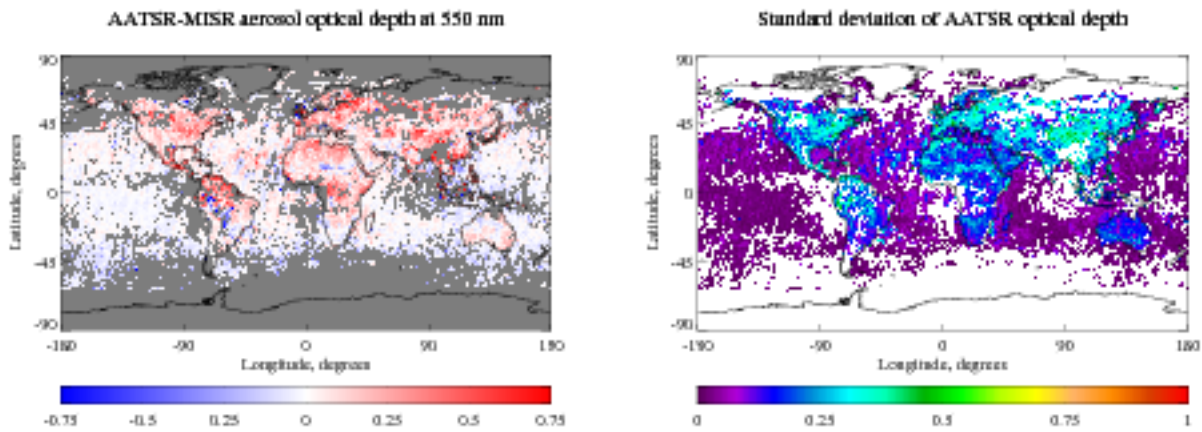 AATSR-MISR aerosol optical depth at 550 nm
90
45
0
-45
-90
Latitude, degrees
-180 -90 0 90 180
Longitude, degrees
-0.75 -0.5 0.25 0 0.25 0.5 0.75
Standard deviation of AATSR optical depth
90
45
0
-45
-90
Latitude, degrees
-180 -90 0 90 180
Longitude, degrees
0 0.25 0.5 0.75 1